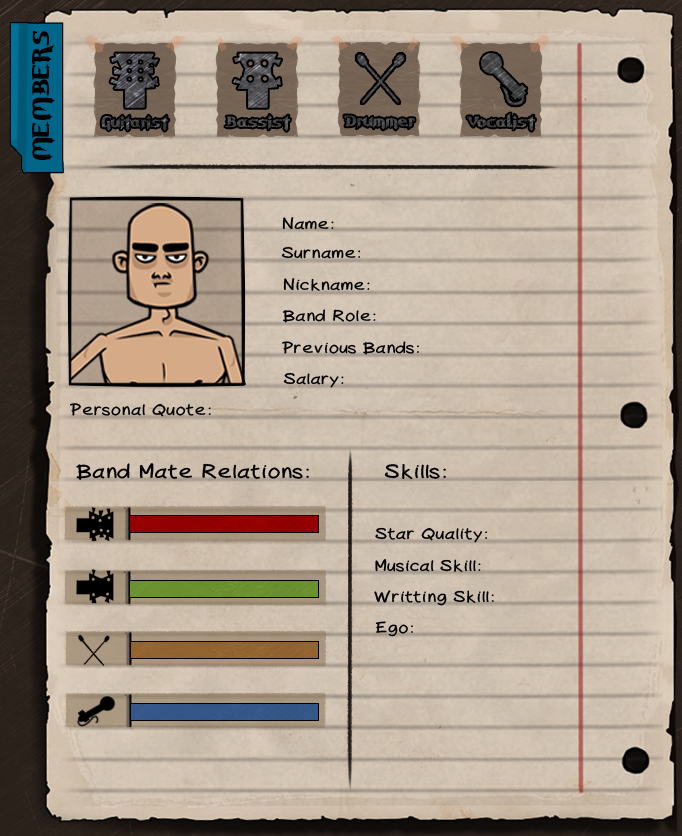 MEMBERS
Guitarist Bassist Drummer Vocalist
Name:
Surname:
Nickname:
Band Role:
Previous Bands:
Salary:
Personal Quote:
Band Mate Relations:
Skills:
Star Quality:
Musical Skill:
Writting Skill:
Ego: